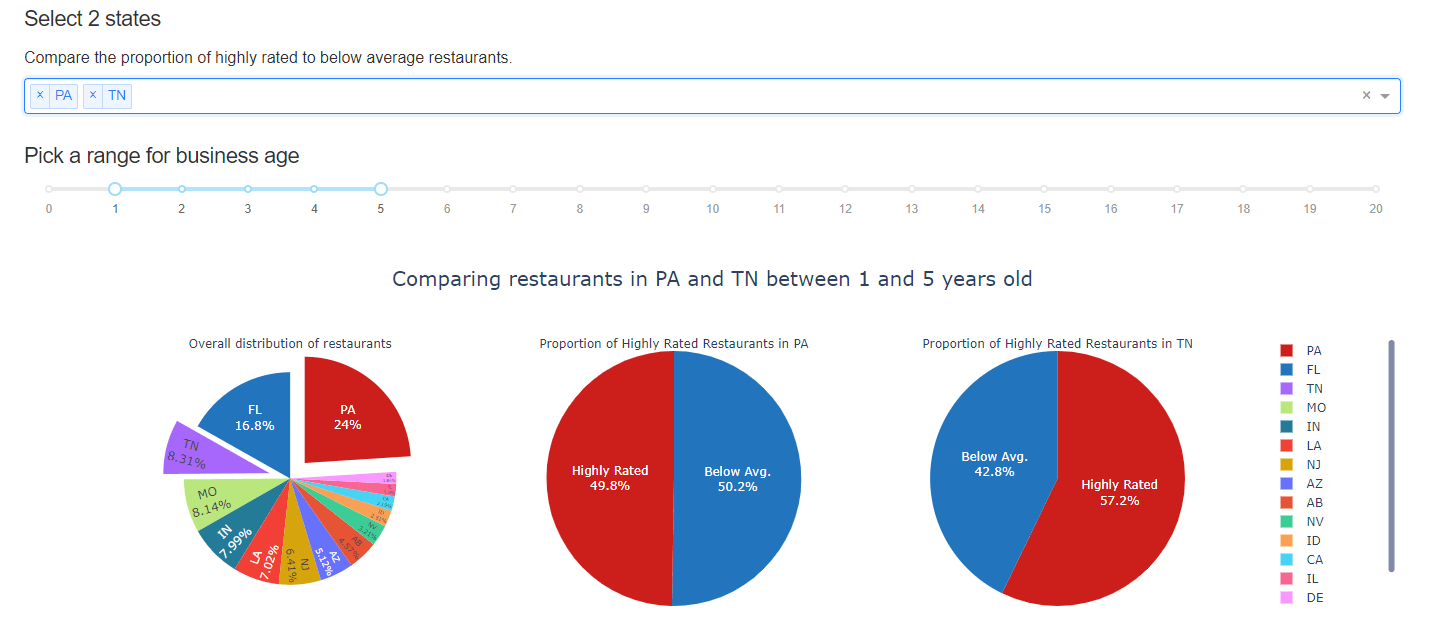 Select 2 states
Compare the proportion of highly rated to below average restaurants.
× PA × TN ×
Pick a range for business age
0 1 2 3 4 5 6 7 8 9 10 11 12 13 14 15 16 17 18 19 20
Comparing restaurants in PA and TN between 1 and 5 years old
Overall distribution of restaurants
PA
24%
FL
16.8%
TN
8.31%
MO
8.14%
IN
7.99%
LA
7.02%
NJ
6.41%
AZ
5.12%
AB
4.57%
NV
3.21%
Proportion of Highly Rated Restaurants in PA
Highly Rated
49.8%
Below Avg.
50.2%
Proportion of Highly Rated Restaurants in TN
Below Avg.
42.8%
Highly Rated
57.2%
PA
FL
TN
MO
IN
LA
NJ
AZ
AB
NV
ID
CA
IL
DE